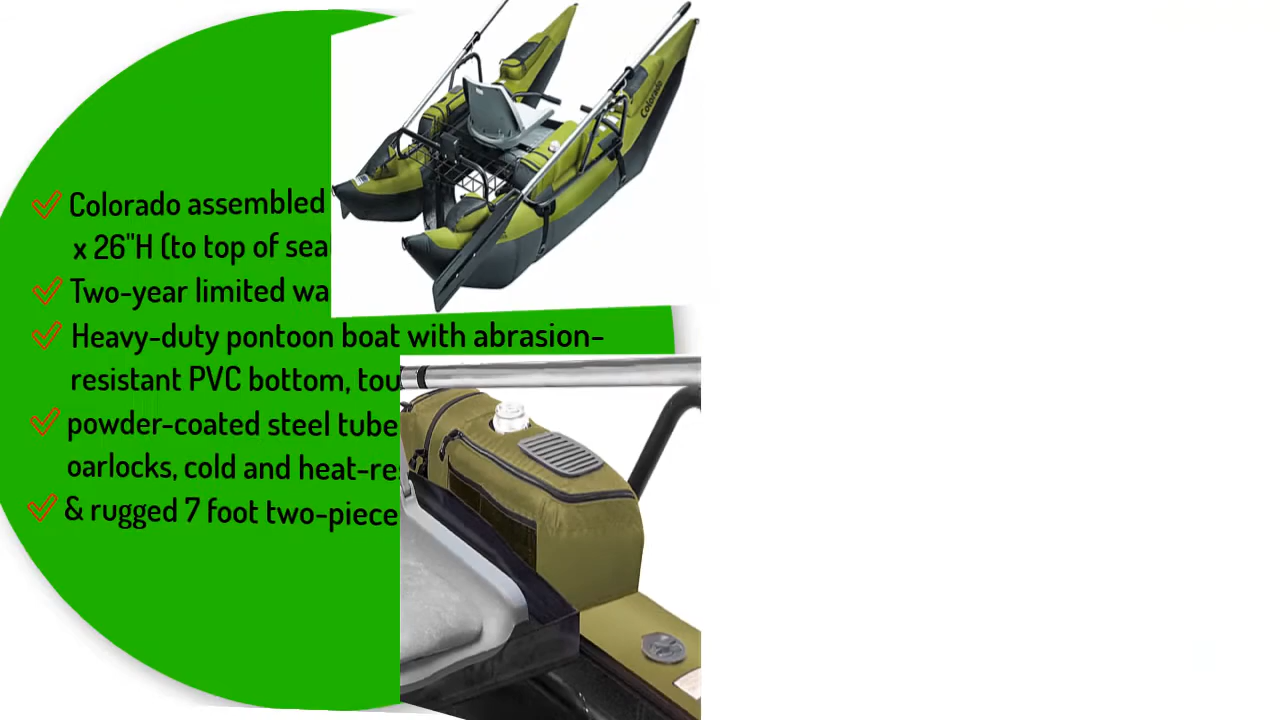 Colorado assembled
x 26"H (to top of sea
Two-year limited wa
Heavy-duty pontoon boat with abrasion-
resistant PVC bottom, tou
powder-coated steel tube
oarlocks, cold and heat-re
& rugged 7 foot two-piece
Colorado